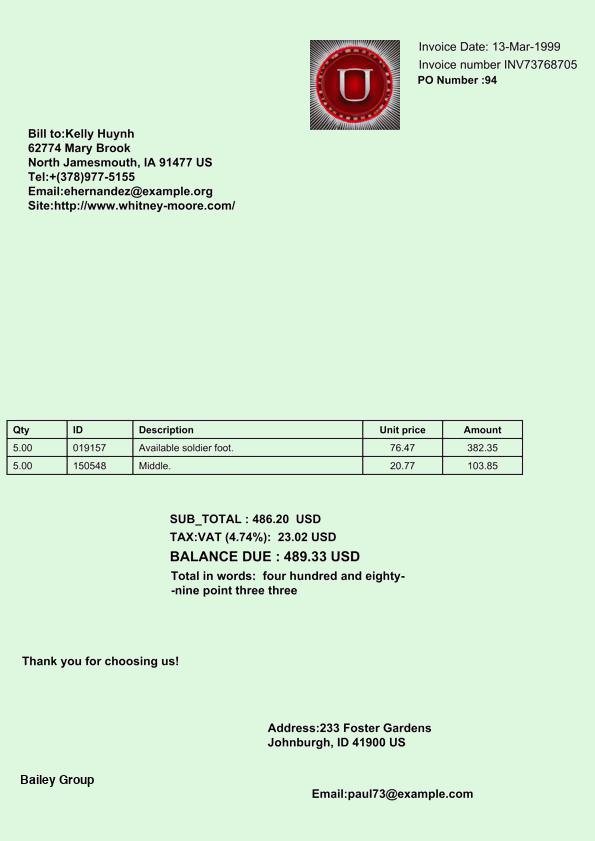 U
Invoice Date: 13-Mar-1999
Invoice number INV73768705
PO Number :94
Bill to:Kelly Huynh
62774 Mary Brook
North Jamesmouth, IA 91477 US
Tel:+(378)977-5155
Email:ehernandez@example.org
Site:http://www.whitney-moore.com/
Qty ID Description Unit price Amount
5.00 019157 Available soldier foot. 76.47 382.35
5.00 150548 Middle. 20.77 103.85
SUB_TOTAL : 486.20 USD
TAX:VAT (4.74%): 23.02 USD
BALANCE DUE : 489.33 USD
Total in words: four hundred and eighty-
-nine point three three
Thank you for choosing us!
Address:233 Foster Gardens
Johnburgh, ID 41900 US
Bailey Group
Email:paul73@example.com